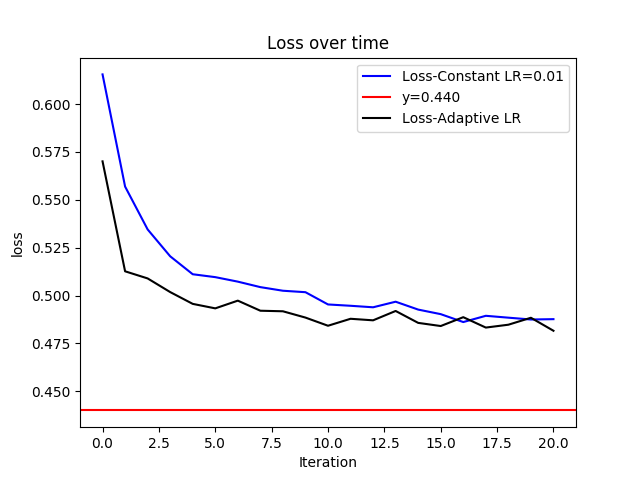 Loss over time
Loss-Constant LR=0.01
y=0.440
Loss-Adaptive LR
loss
0.600
0.575
0.550
0.525
0.500
0.475
0.450
0.0 2.5 5.0 7.5 10.0 12.5 15.0 17.5 20.0
Iteration